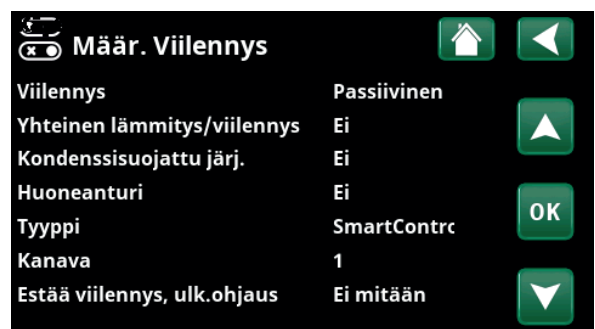 Määr. Viilennys
Viilennys Passiivinen
Yhteinen lämmitys/viilennys Ei
Kondenssisuojattu järj. Ei
Huoneanturi Ei
Tyyppi SmartContrc
OK
Kanava 1
Estää viilennys, ulk.ohjaus Ei mitään